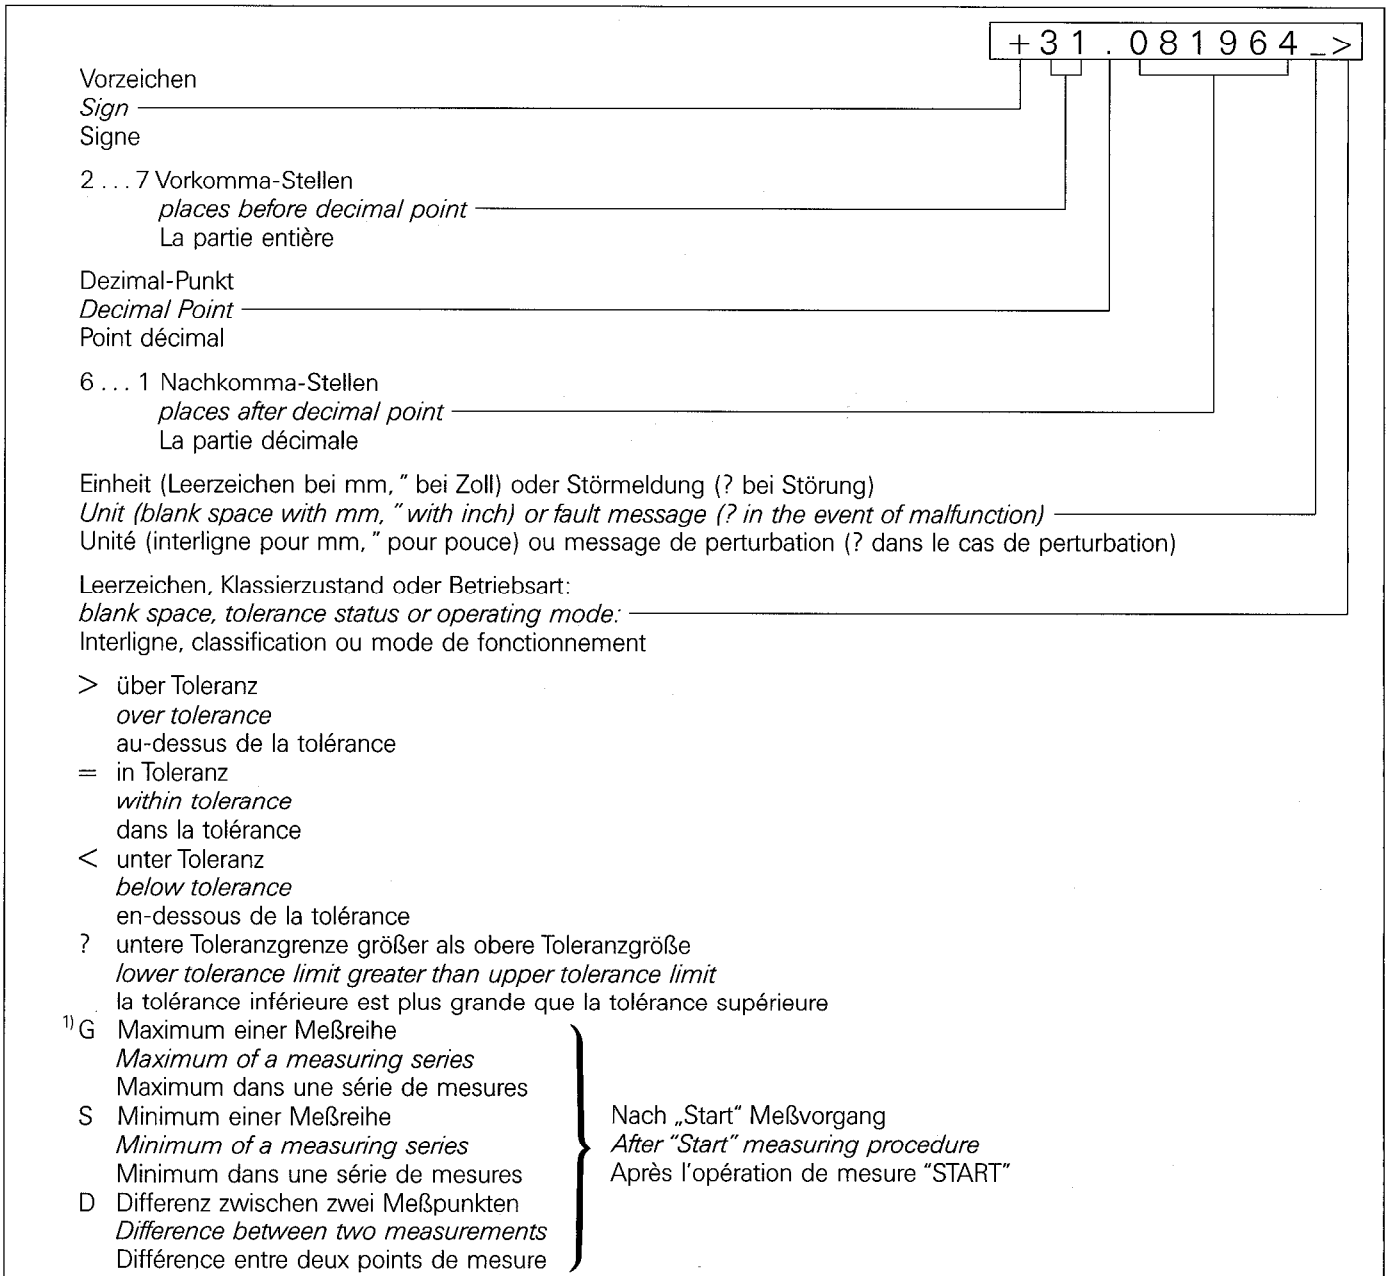 +31.081964_>
Vorzeichen
Sign
Signe
2 . . . 7 Vorkomma-Stellen
places before decimal point
La partie entière
Dezimal-Punkt
Decimal Point
Point décimal
6 . . . 1 Nachkomma-Stellen
places after decimal point
La partie décimale
Einheit (Leerzeichen bei mm, " bei Zoll) oder Störmeldung (? bei Störung)
Unit (blank space with mm, " with inch) or fault message (? in the event of malfunction)
Unité (interligne pour mm, " pour pouce) ou message de perturbation (? dans le cas de perturbation)
Leerzeichen, Klassierzustand oder Betriebsart:
blank space, tolerance status or operating mode:
Interligne, classification ou mode de fonctionnement
> über Toleranz
over tolerance
au-dessus de la tolérance
= in Toleranz
within tolerance
dans la tolérance
< unter Toleranz
below tolerance
en-dessous de la tolérance
? untere Toleranzgrenze größer als obere Toleranzgröße
lower tolerance limit greater than upper tolerance limit
la tolérance inférieure est plus grande que la tolérance supérieure
1) G Maximum einer Meßreihe
Maximum of a measuring series
Maximum dans une série de mesures
S Minimum einer Meßreihe
Minimum of a measuring series
Minimum dans une série de mesures
D Differenz zwischen zwei Meßpunkten
Difference between two measurements
Différence entre deux points de mesure
Nach „Start" Meßvorgang
After "Start" measuring procedure
Après l'opération de mesure "START"